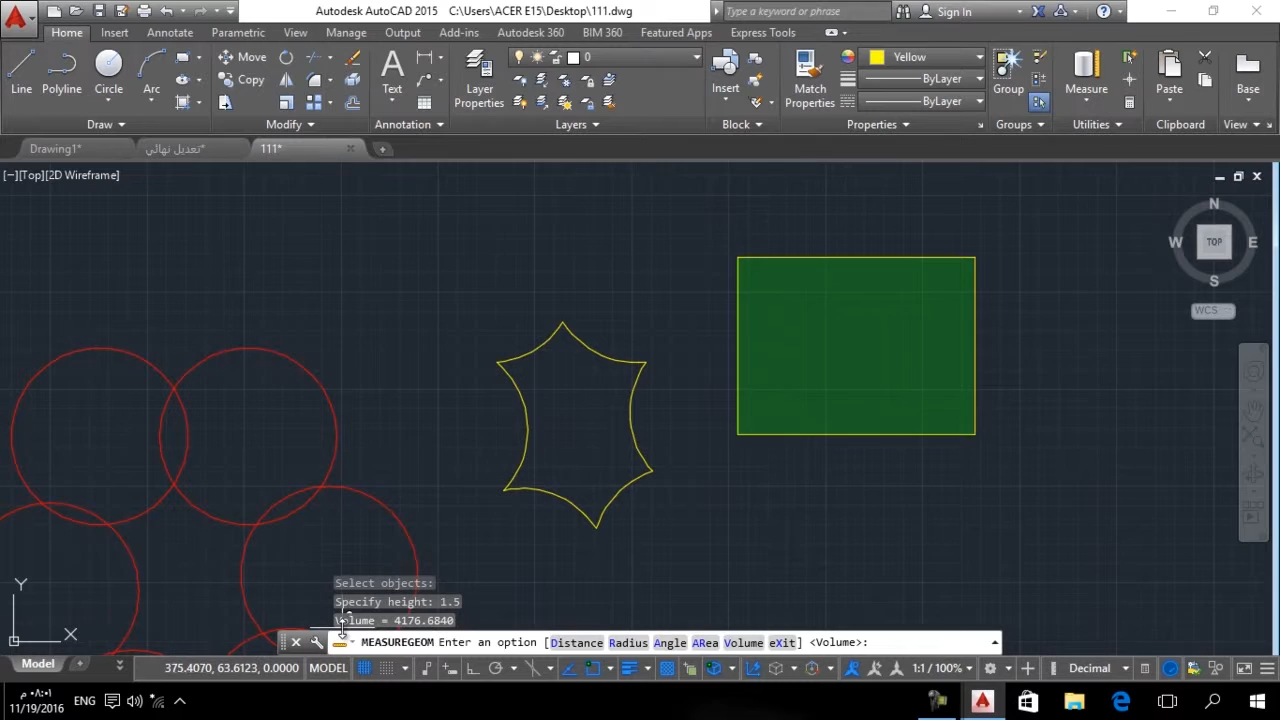 Autodesk AutoCAD 2015 C:\Users\ACER E15\Desktop\111.dwg
Type a keyword or phrase
Sign In
Home Insert Annotate Parametric View Manage Output Add-ins Autodesk 360 BIM 360 Featured Apps Express Tools
Line Polyline Circle Arc
Move
Copy
Text
Layer Properties
0
Insert
Match Properties
Yellow
ByLayer
ByLayer
Group
Measure
Paste
Base
Draw Modify Annotation Layers Block Properties Groups Utilities Clipboard View
Drawing1* تعديل نهائي* 111*
[−][Top][2D Wireframe]
N
W TOP E
S
WCS
Y
X
Select objects:
Specify height: 1.5
Volume = 4176.6840
MEASUREGEOM Enter an option [Distance Radius Angle ARea Volume eXit] <Volume>:
Model
375.4070, 63.6123, 0.0000 MODEL
1:1 / 100%
Decimal
ENG
م ٠٨:٠١
11/19/2016